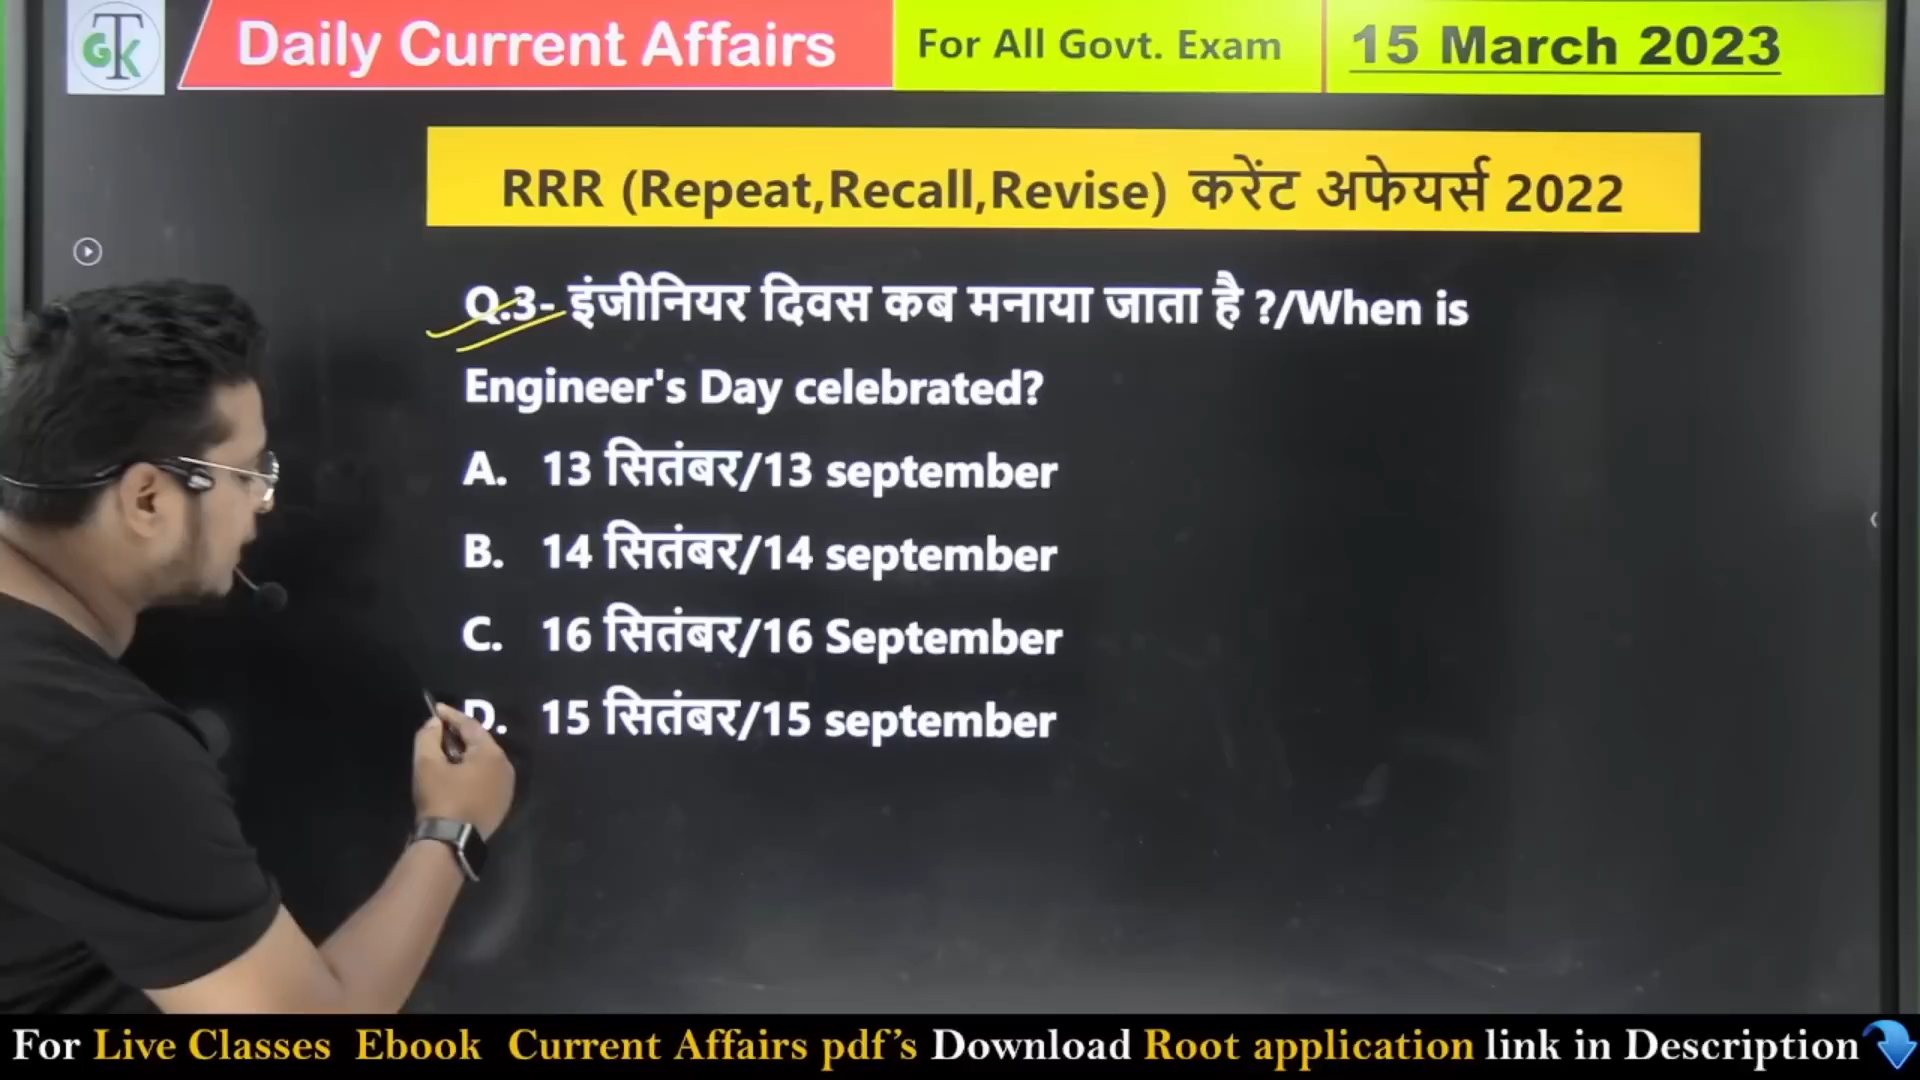 GTK
Daily Current Affairs
For All Govt. Exam
15 March 2023
RRR (Repeat,Recall,Revise) करेंट अफेयर्स 2022
Q.3- इंजीनियर दिवस कब मनाया जाता है ?/When is
Engineer's Day celebrated?
A. 13 सितंबर/13 september
B. 14 सितंबर/14 september
C. 16 सितंबर/16 September
D. 15 सितंबर/15 september
For Live Classes Ebook Current Affairs pdf's Download Root application link in Description